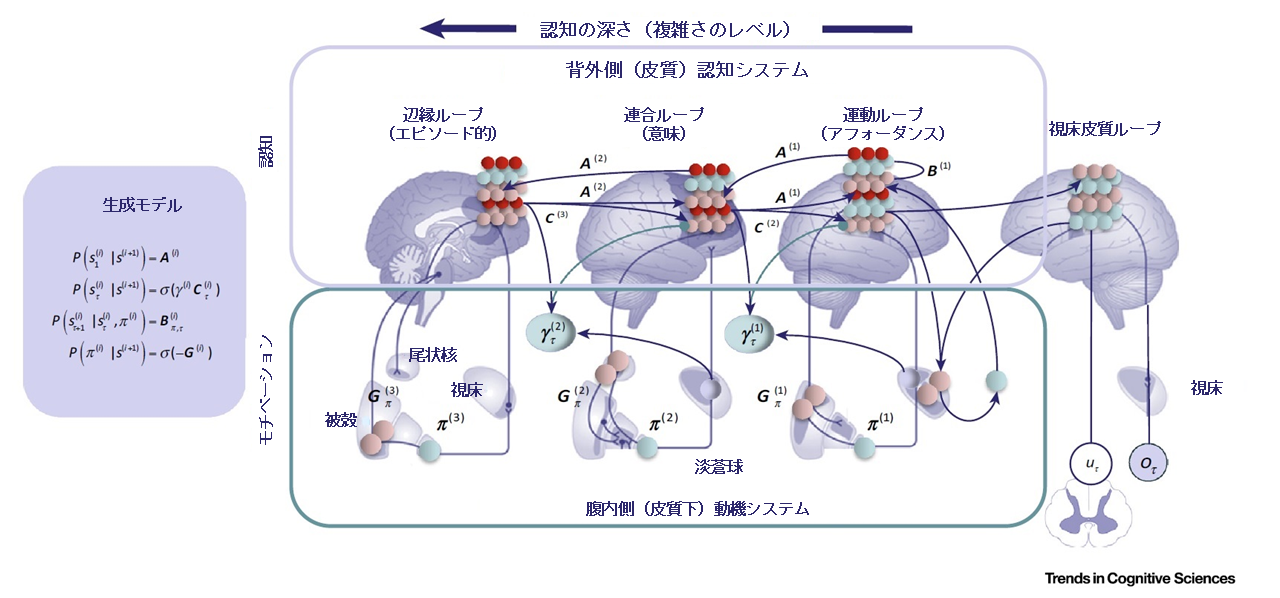 認知の深さ（複雑さのレベル）
背外側（皮質）認知システム
辺縁ループ
（エピソード的）
連合ループ
（意味）
運動ループ
（アフォーダンス）
視床皮質ループ
認知
A(2)
A(2)
C(3)
A(1)
A(1)
C(2)
B(1)
生成モデル
P(s₁(i) | s(i+1)) = A(i)
P(sτ(i) | s(i+1)) = σ(γ(i) Cτ(i))
P(sτ+1(i) | sτ(i), π(i)) = Bπ,τ(i)
P(π(i) | s(i+1)) = σ(−G(i))
モチベーション
γτ(2)
γτ(1)
尾状核
視床
被殻
Gπ(3)
π(3)
Gπ(2)
π(2)
淡蒼球
Gπ(1)
π(1)
視床
uτ
Oτ
腹内側（皮質下）動機システム
Trends in Cognitive Sciences